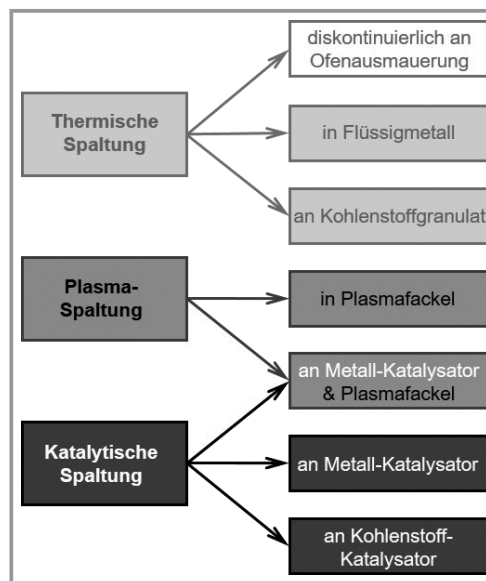 diskontinuierlich an
Ofenausmauerung
Thermische
Spaltung
in Flüssigmetall
an Kohlenstoffgranulat
Plasma-
Spaltung
in Plasmafackel
an Metall-Katalysator
& Plasmafackel
Katalytische
Spaltung
an Metall-Katalysator
an Kohlenstoff-
Katalysator